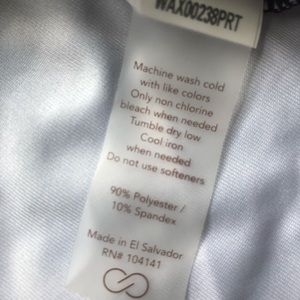 WAX00238PRT
Machine wash cold
with like colors
Only non chlorine
bleach when needed
Tumble dry low
Cool iron
when needed
Do not use softeners
90% Polyester /
10% Spandex
Made in El Salvador
RN# 104141